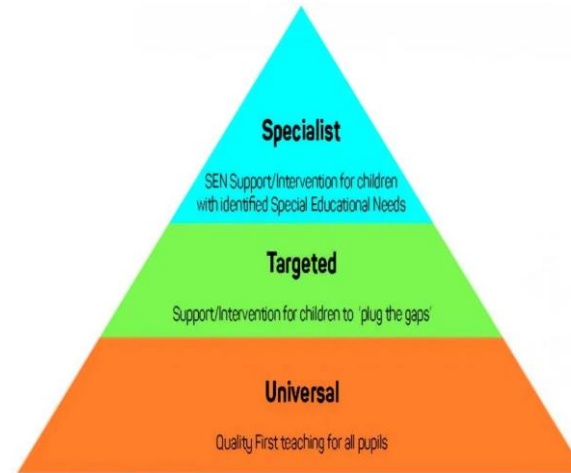 Specialist
SEN Support/Intervention for children
with identified Special Educational Needs
Targeted
Support/Intervention for children to 'plug the gaps'
Universal
Quality First teaching for all pupils